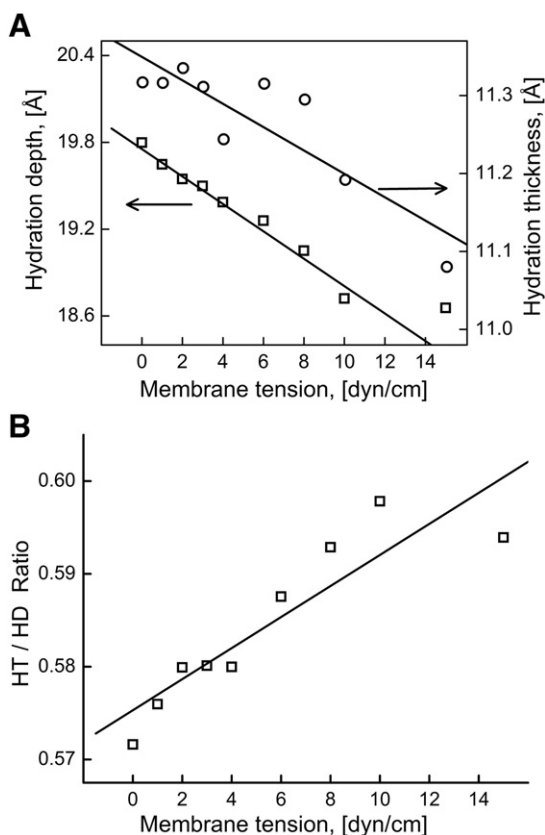 A
20.4
19.8
19.2
18.6
Hydration depth, [Å]
11.3
11.2
11.1
11.0
Hydration thickness, [Å]
0 2 4 6 8 10 12 14
Membrane tension, [dyn/cm]
B
0.60
0.59
0.58
0.57
HT / HD Ratio
0 2 4 6 8 10 12 14
Membrane tension, [dyn/cm]